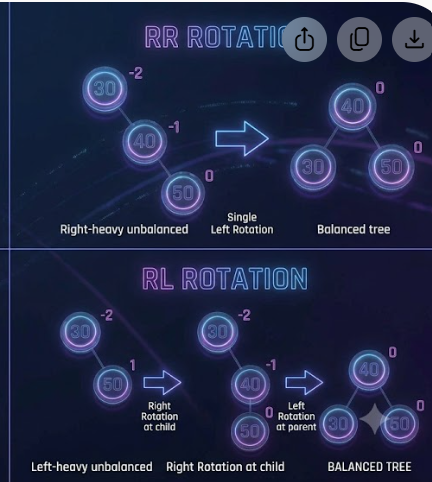 RR ROTATIO
30 -2
40 -1
50 0
40 0
30
50 0
Single
Left Rotation
Right-heavy unbalanced
Balanced tree
RL ROTATION
30 -2
50 1
Right
Rotation
at child
30 -2
40 -1
50 0
Left
Rotation
at parent
40 0
30
50 0
Left-heavy unbalanced
Right Rotation at child
BALANCED TREE